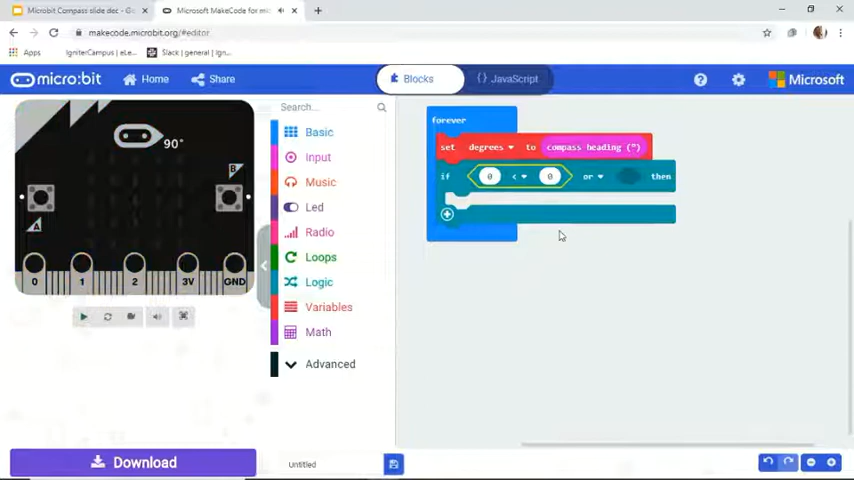 Microbit Compass slide dec - Go
Microsoft MakeCode for mi
makecode.microbit.org/#editor
Apps
IgniterCampus | eLe...
Slack | general | Ign...
micro:bit
Home
Share
Blocks
{} JavaScript
Microsoft
90°
B
A
0 1 2 3V GND
Download
Search...
Basic
Input
Music
Led
Radio
Loops
Logic
Variables
Math
Advanced
Untitled
forever
set degrees to compass heading (°)
if 0 < 0 or then